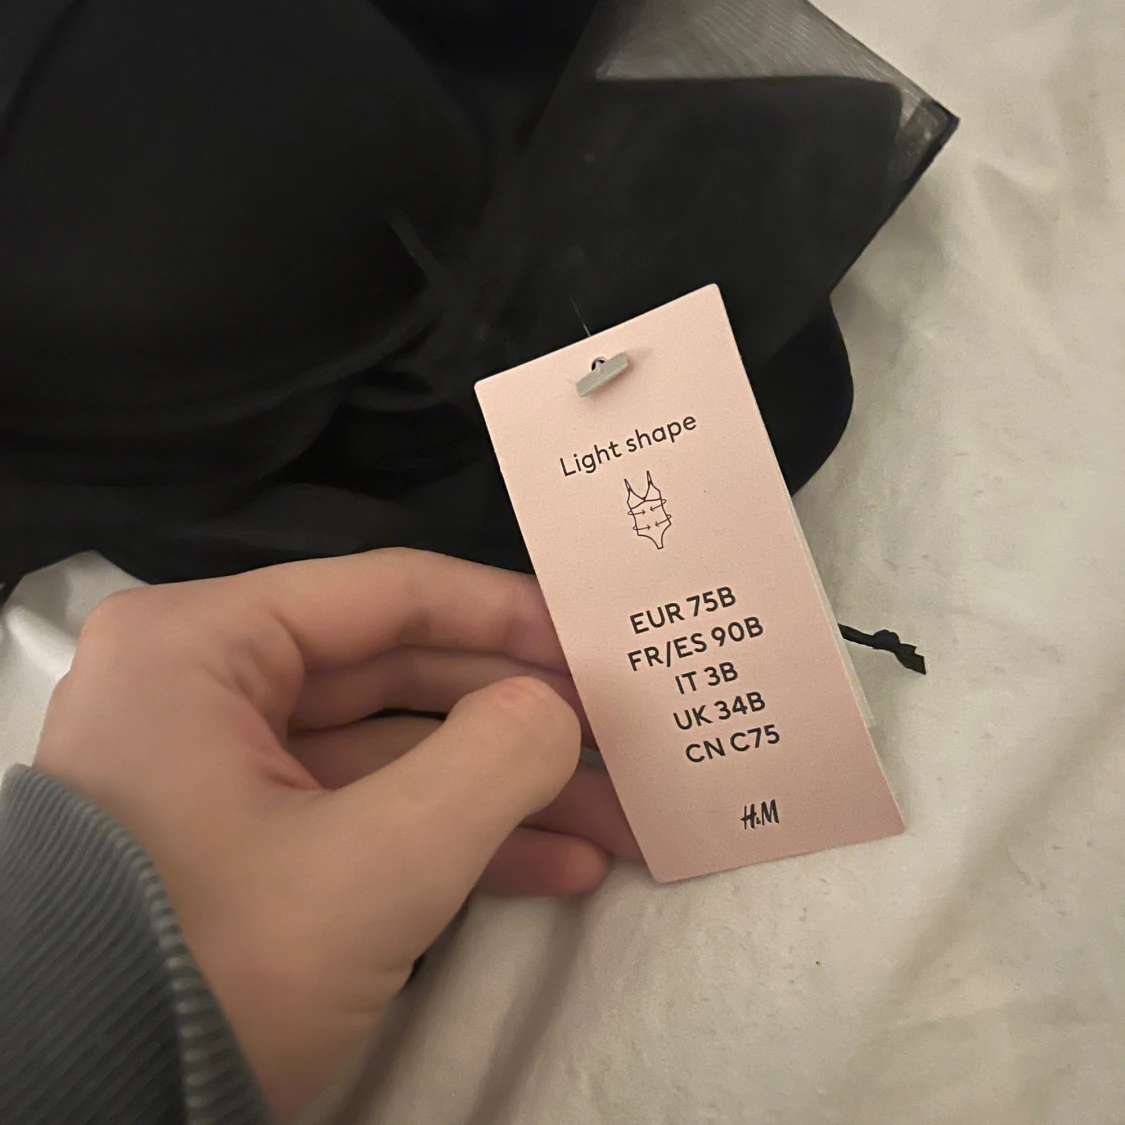 Light shape
EUR 75B
FR/ES 90B
IT 3B
UK 34B
CN C75
H&M